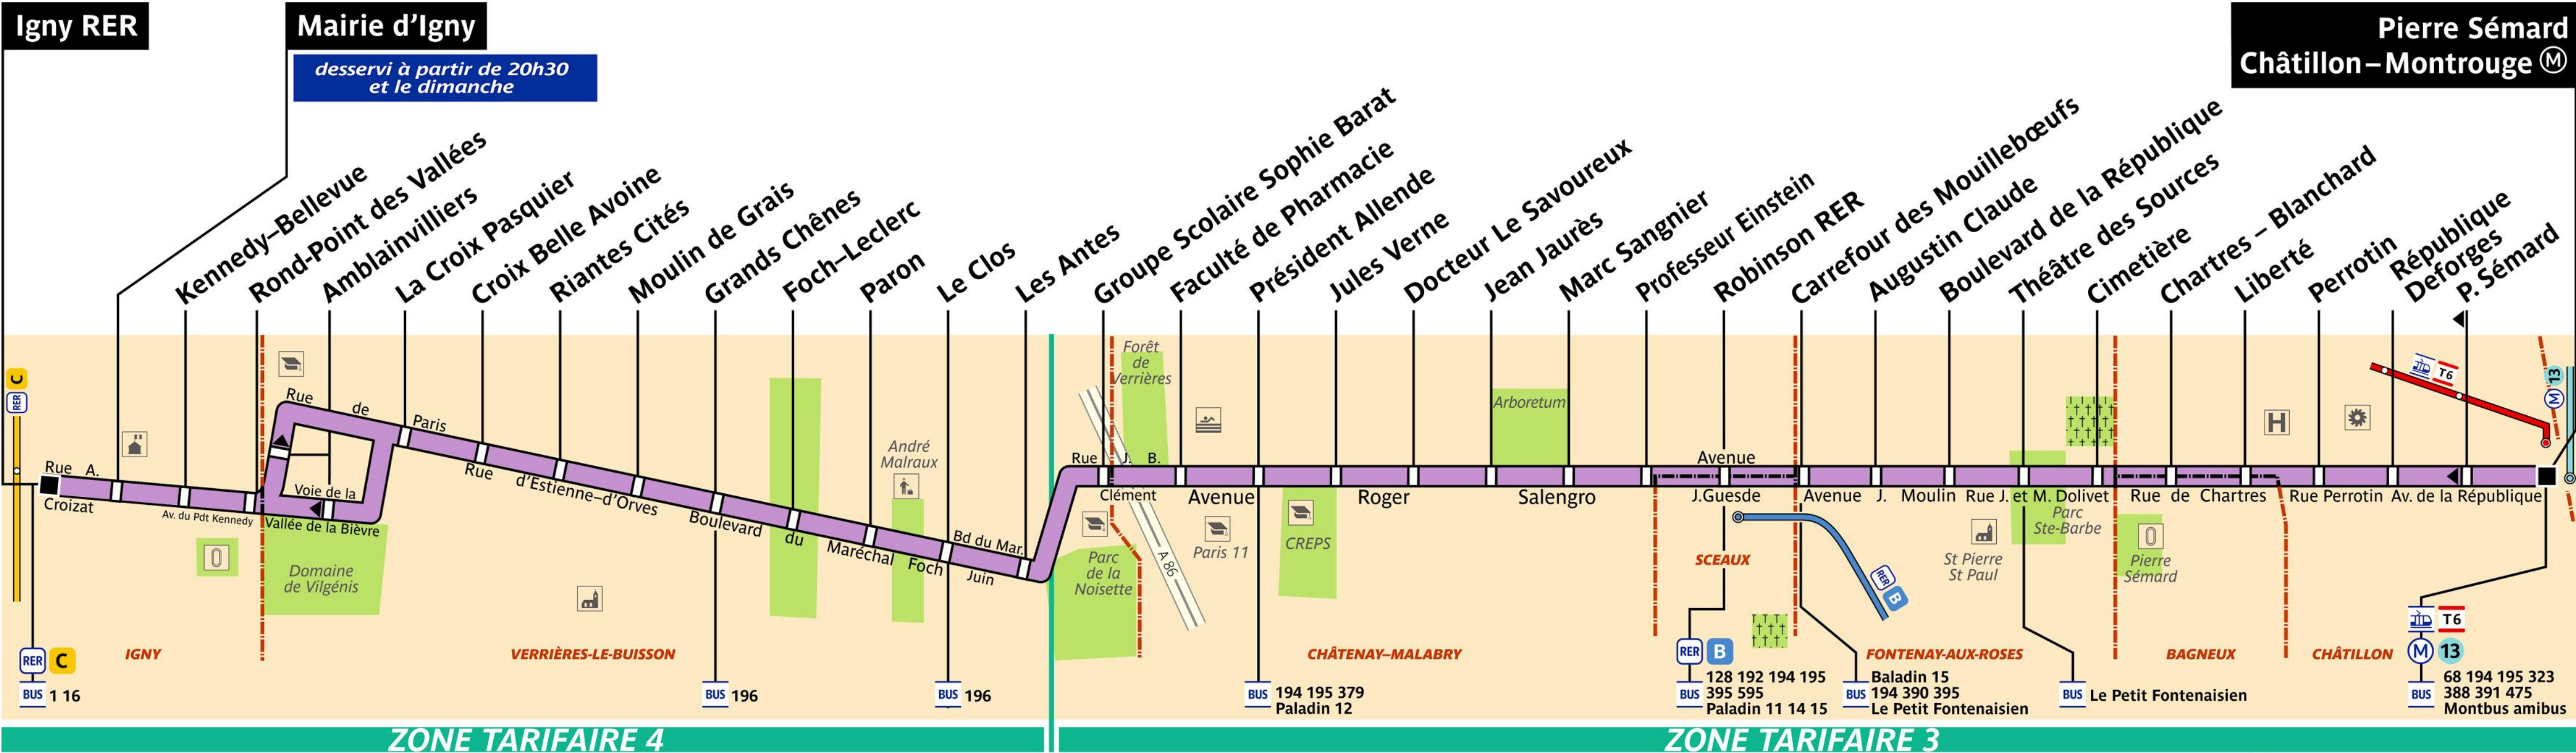 Igny RER
Mairie d'Igny
desservi à partir de 20h30
et le dimanche
Pierre Sémard
Châtillon–Montrouge M
Kennedy–Bellevue
Rond-Point des Vallées
Amblainvilliers
La Croix Pasquier
Croix Belle Avoine
Riantes Cités
Moulin de Grais
Grands Chênes
Foch–Leclerc
Paron
Le Clos
Les Antes
Groupe Scolaire Sophie Barat
Faculté de Pharmacie
Président Allende
Jules Verne
Docteur Le Savoureux
Jean Jaurès
Marc Sangnier
Professeur Einstein
Robinson RER
Carrefour des Mouillebœufs
Augustin Claude
Boulevard de la République
Théâtre des Sources
Cimetière
Chartres – Blanchard
Liberté
Perrotin
République
Deforges
P. Sémard
C
RER
Rue A.
Croizat
Av. du Pdt Kennedy
Rue de Paris
Voie de la
Vallée de la Bièvre
Domaine
de Vilgénis
Rue d'Estienne–d'Orves
Boulevard du Maréchal Foch
André
Malraux
Bd du Mar.
Juin
Parc
de la
Noisette
Forêt
de
Verrières
Rue J. B.
Clément
A 86
Avenue Roger Salengro
Paris 11
CREPS
Arboretum
Avenue
J.Guesde
RER B
Avenue J. Moulin
Rue J. et M. Dolivet
St Pierre
St Paul
Parc
Ste-Barbe
Rue de Chartres
Pierre
Sémard
H
Rue Perrotin
Av. de la République
T6
13
M
IGNY
VERRIÈRES-LE-BUISSON
CHÂTENAY–MALABRY
SCEAUX
FONTENAY-AUX-ROSES
BAGNEUX
CHÂTILLON
RER C
BUS 1 16
BUS 196
BUS 196
BUS 194 195 379
Paladin 12
RER B
128 192 194 195
BUS 395 595
Paladin 11 14 15
Baladin 15
BUS 194 390 395
Le Petit Fontenaisien
BUS Le Petit Fontenaisien
T6
M 13
68 194 195 323
BUS 388 391 475
Montbus amibus
ZONE TARIFAIRE 4
ZONE TARIFAIRE 3